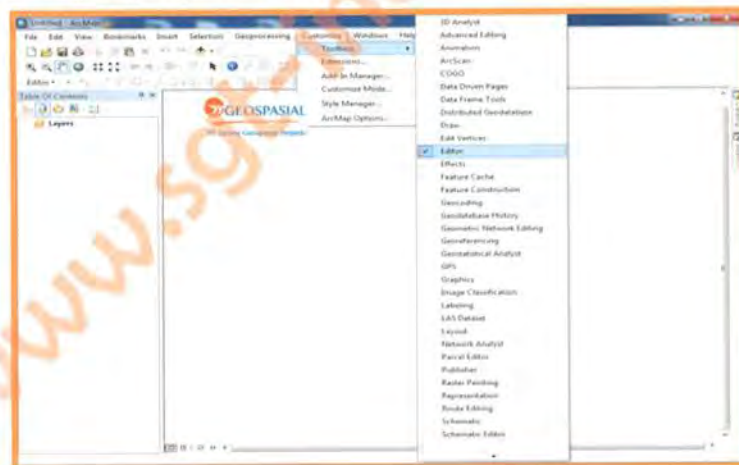 Untitled - ArcMap
File Edit View Bookmarks Insert Selection Geoprocessing Customize Windows Help
Toolbars
Extensions...
Add-In Manager...
Customize Mode...
Style Manager...
ArcMap Options...
Editor
Table Of Contents
Layers
GEOSPASIAL
www.sg
3D Analyst
Advanced Editing
Animation
ArcScan
COGO
Data Driven Pages
Data Frame Tools
Distributed Geodatabase
Draw
Edit Vertices
Editor
Effects
Feature Cache
Feature Construction
Geocoding
Geodatabase History
Geometric Network Editing
Georeferencing
Geostatistical Analyst
GPS
Graphics
Image Classification
Labeling
LAS Dataset
Layout
Network Analyst
Parcel Editor
Publisher
Raster Painting
Representation
Route Editing
Schematic
Schematic Editor